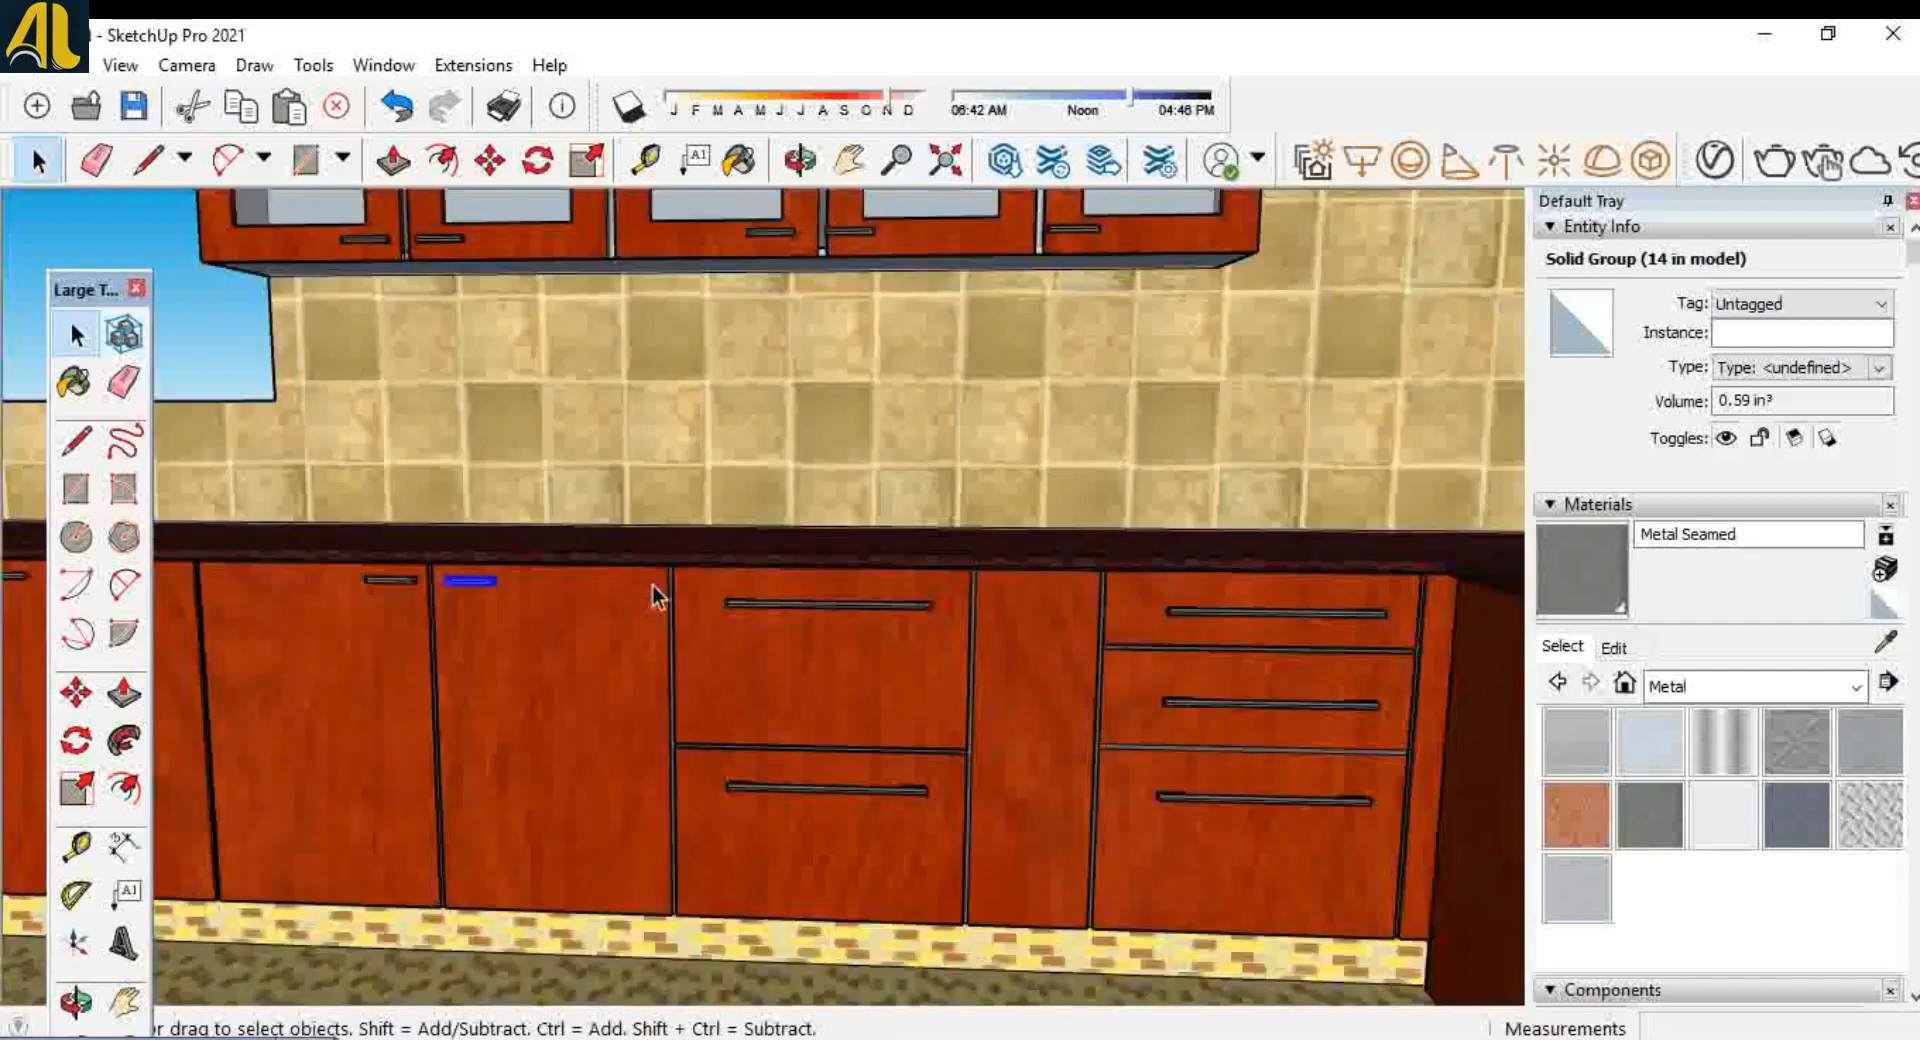 AL
- SketchUp Pro 2021
View Camera Draw Tools Window Extensions Help
J F M A M J J A S O N D
06:42 AM Noon 04:46 PM
A1
Default Tray
Entity Info
Solid Group (14 in model)
Tag: Untagged
Instance:
Type: Type: <undefined>
Volume: 0.59 in³
Toggles:
Large T...
Materials
Metal Seamed
Select Edit
Metal
A1
Components
r drag to select objects. Shift = Add/Subtract. Ctrl = Add. Shift + Ctrl = Subtract.
Measurements